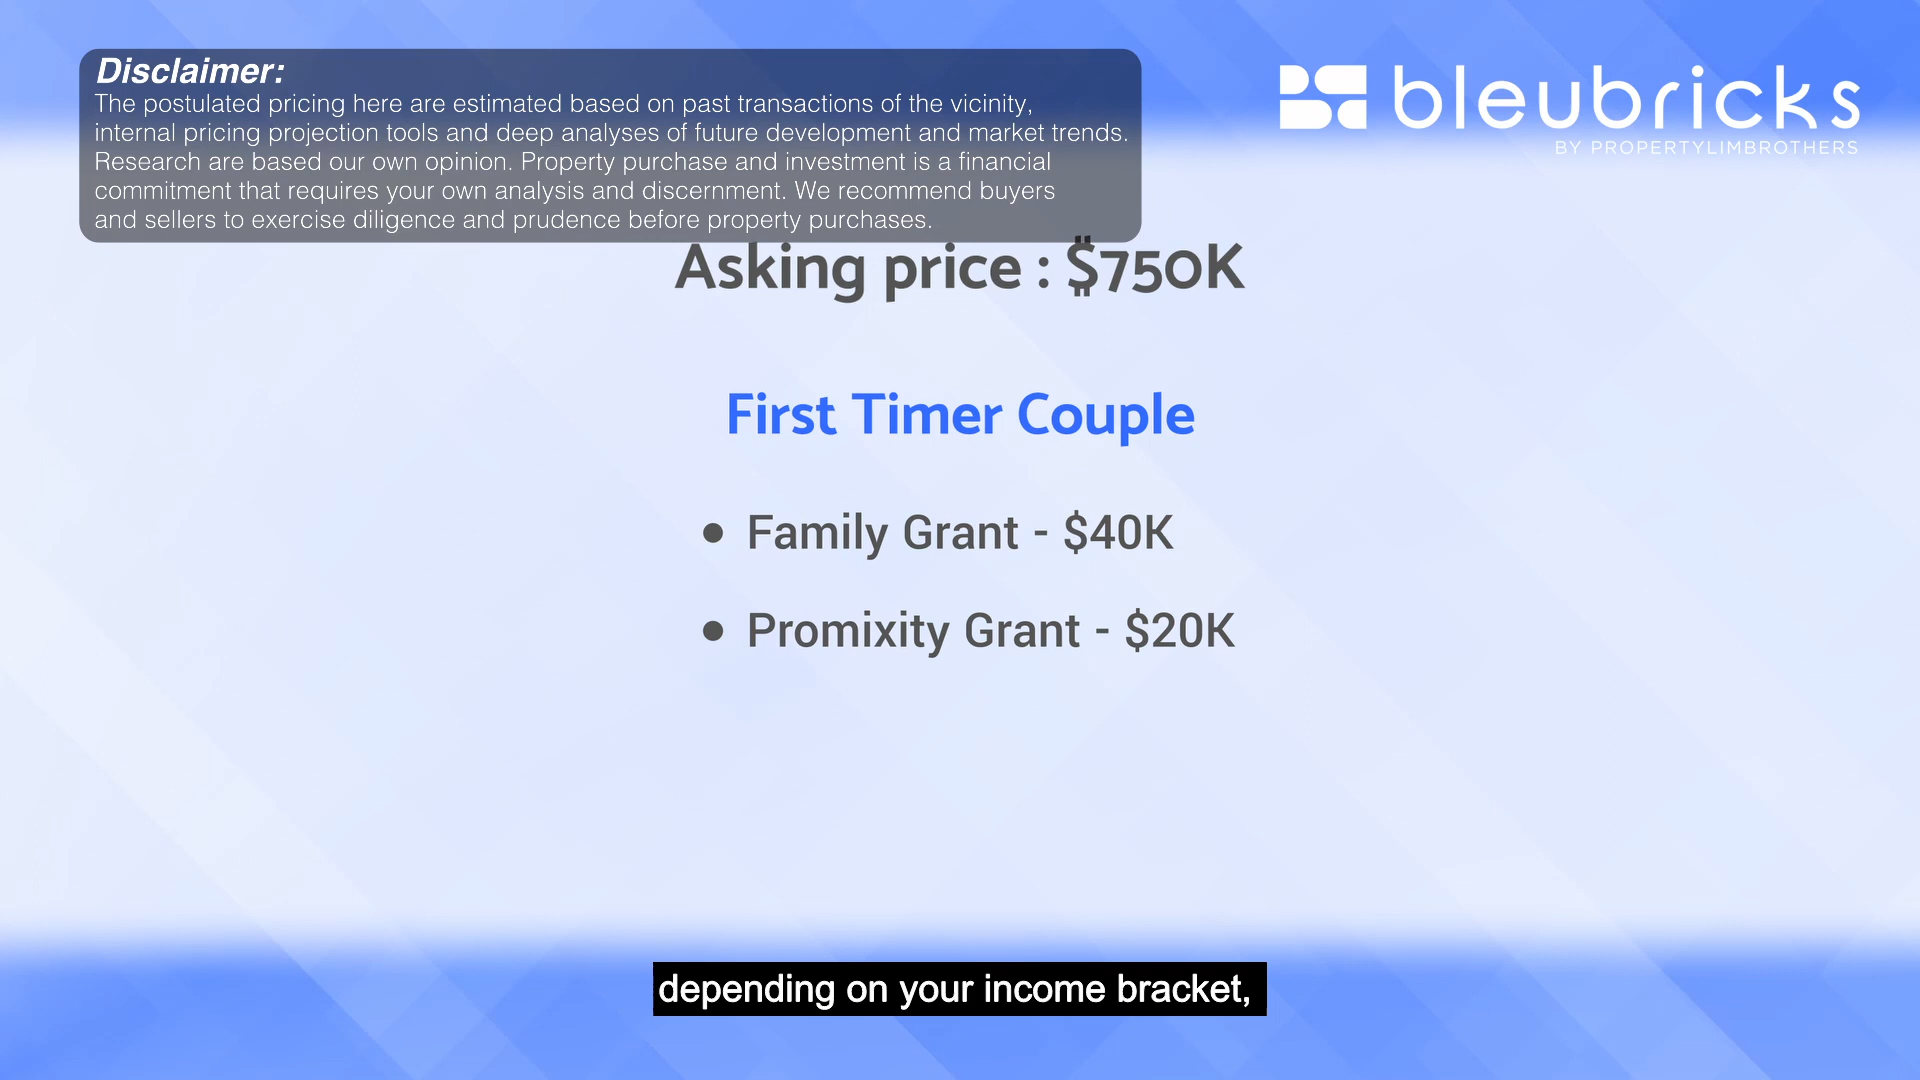 Disclaimer:
The postulated pricing here are estimated based on past transactions of the vicinity,
internal pricing projection tools and deep analyses of future development and market trends.
Research are based our own opinion. Property purchase and investment is a financial
commitment that requires your own analysis and discernment. We recommend buyers
and sellers to exercise diligence and prudence before property purchases.
bleubricks
BY PROPERTYLIMBROTHERS
Asking price : $750K
First Timer Couple
● Family Grant - $40K
● Promixity Grant - $20K
depending on your income bracket,